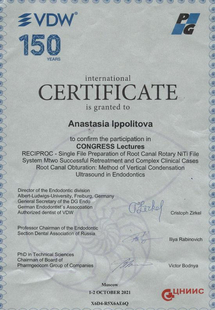 VDW
150
YEARS
PG
international
CERTIFICATE
is granted to
Anastasia Ippolitova
to confirm the participation in
CONGRESS Lectures
RECIPROC - Single File Preparation of Root Canal Rotary NiTi File
System Mtwo Successful Retreatment and Complex Clinical Cases
Root Canal Obturation: Method of Vertical Condensation
Ultrasound in Endodontics
Director of the Endodontic division
Albert-Ludwigs-University, Freiburg, Germany
General Secretary of the DG Endo
German Endodontist's Association
Authorized dentist of VDW
Cristoph Zirkel
Professor Chairman of the Endodontic
Section Dental Association of Russia
Ilya Rabinovich
PhD in Technical Sciences
Chairman of Board of
Pharmgeocom Group of Companies
Victor Bodnya
Moscow
1-2 OCTOBER 2021
ЦНИИС